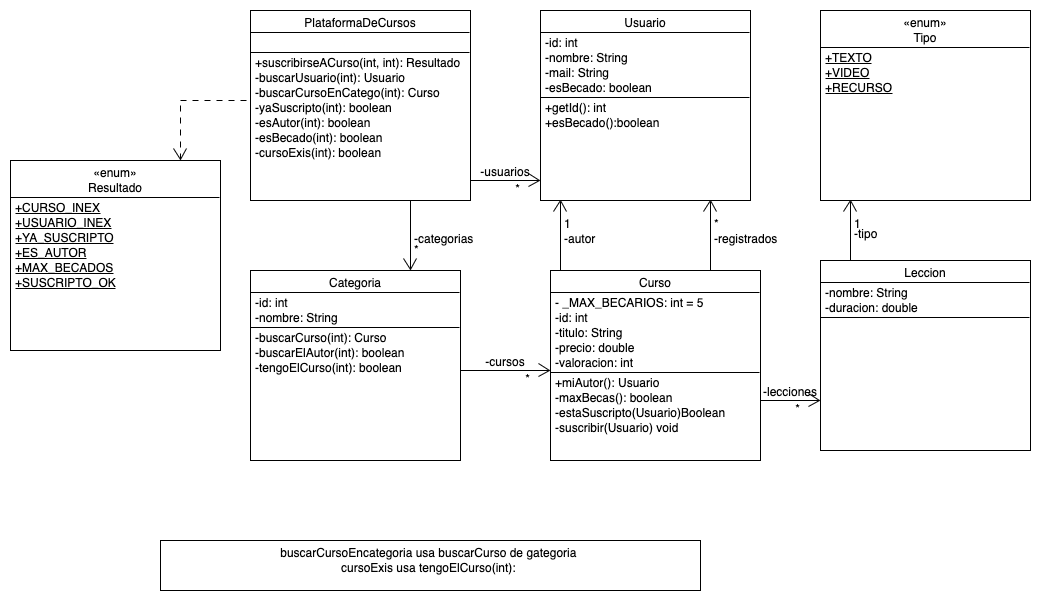 PlataformaDeCursos
+suscribirseACurso(int, int): Resultado
-buscarUsuario(int): Usuario
-buscarCursoEnCatego(int): Curso
-yaSuscripto(int): boolean
-esAutor(int): boolean
-esBecado(int): boolean
-cursoExis(int): boolean
Usuario
-id: int
-nombre: String
-mail: String
-esBecado: boolean
+getId(): int
+esBecado():boolean
«enum»
Tipo
+TEXTO
+VIDEO
+RECURSO
«enum»
Resultado
+CURSO_INEX
+USUARIO_INEX
+YA_SUSCRIPTO
+ES_AUTOR
+MAX_BECADOS
+SUSCRIPTO_OK
-usuarios
*
-categorias
*
1
-autor
*
-registrados
1
-tipo
Categoria
-id: int
-nombre: String
-buscarCurso(int): Curso
-buscarElAutor(int): boolean
-tengoElCurso(int): boolean
-cursos
*
Curso
- _MAX_BECARIOS: int = 5
-id: int
-titulo: String
-precio: double
-valoracion: int
+miAutor(): Usuario
-maxBecas(): boolean
-estaSuscripto(Usuario)Boolean
-suscribir(Usuario) void
-lecciones
*
Leccion
-nombre: String
-duracion: double
buscarCursoEncategoria usa buscarCurso de gategoria
cursoExis usa tengoElCurso(int):